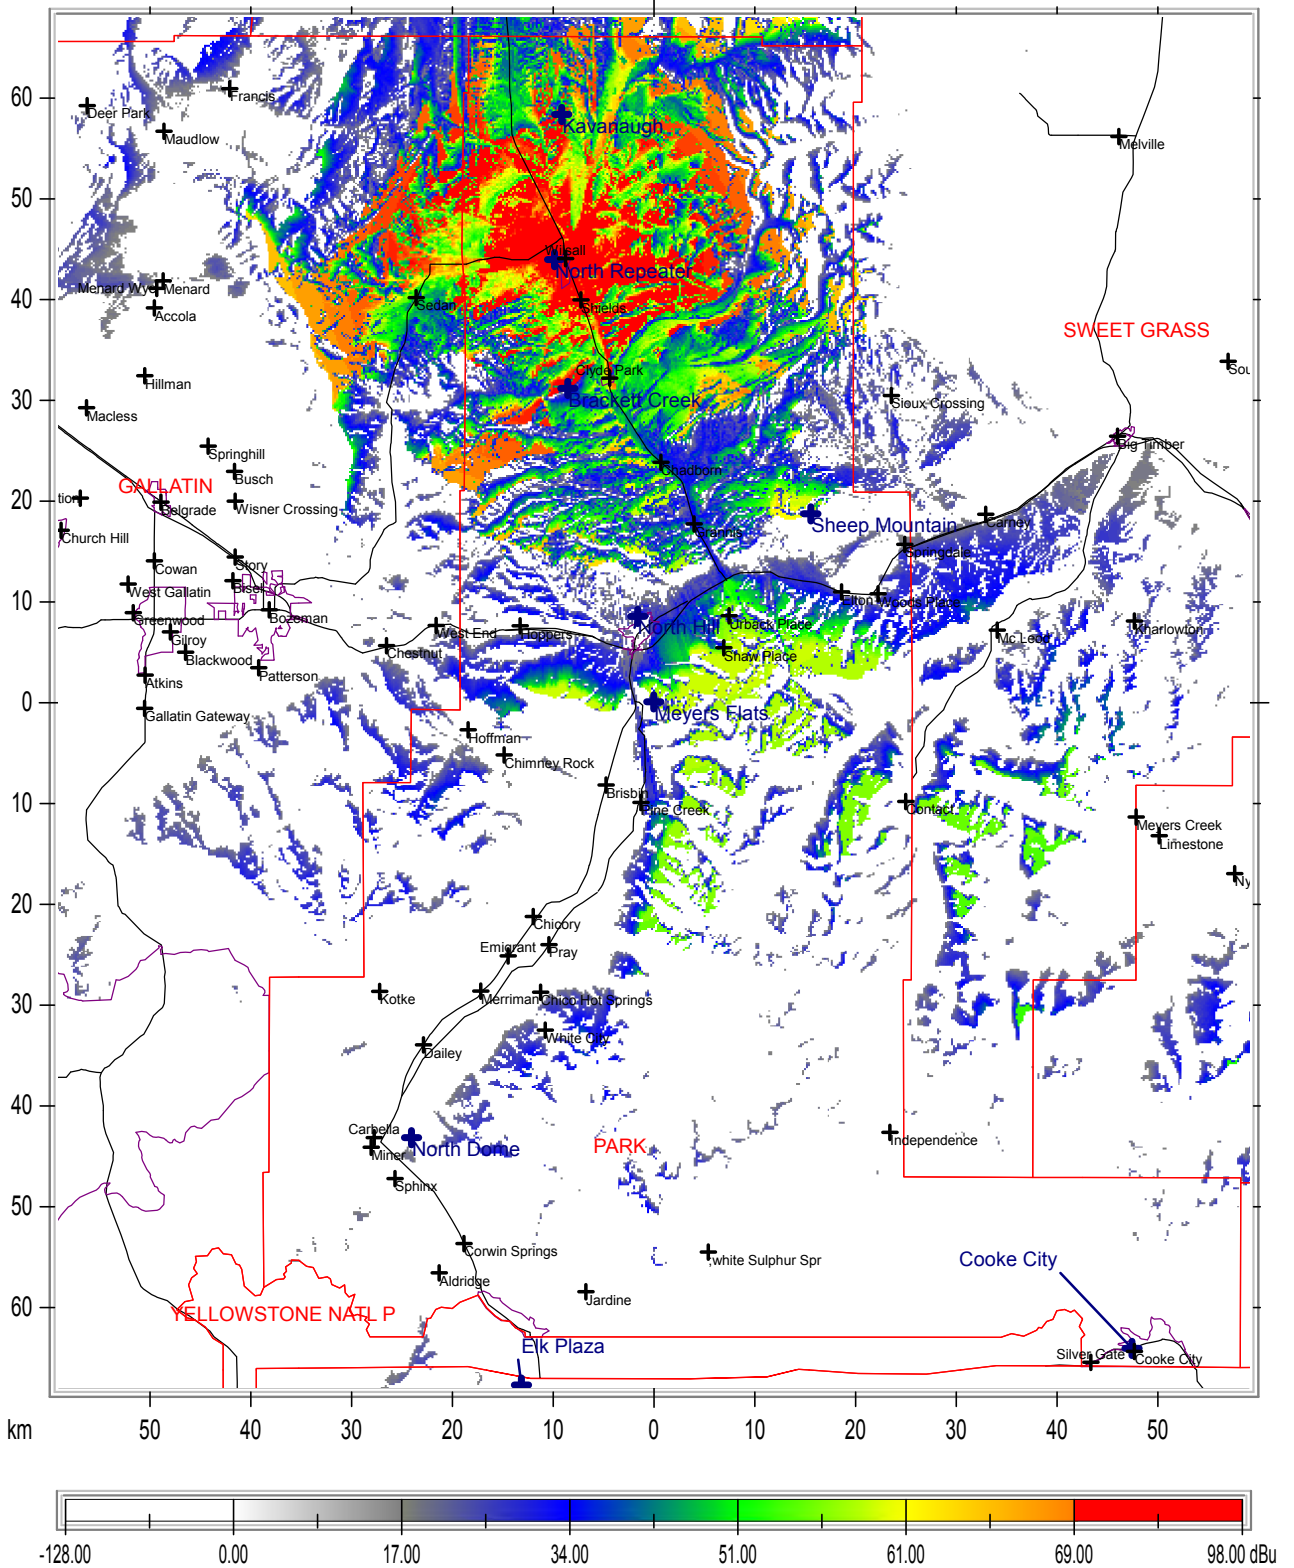 60
50
40
30
20
10
0
10
20
30
40
50
60
km
50
40
30
20
10
0
10
20
30
40
50
Deer Park
Francis
Maudlow
Kavanaugh
Melville
Wilsall
North Repeater
Menard
Accola
Sedan
Shields
SWEET GRASS
Hillman
Clyde Park
Brackett Creek
Sioux Crossing
Macless
Big Timber
Springhill
Busch
Chadborn
GALLATIN
Belgrade
Wisner Crossing
Sheep Mountain
Carney
Church Hill
Springdale
Cowan
Story
West Gallatin
Elton
Woods Place
Greenwood
Bozeman
West End
Hoppers
North Hill
Urback Place
Mc Leod
Kharlowton
Gilroy
Blackwood
Chestnut
Shaw Place
Patterson
Atkins
Gallatin Gateway
Meyers Flats
Hoffman
Chimney Rock
Brisbin
Pine Creek
Contact
Meyers Creek
Limestone
Ny
Chicory
Emigrant
Pray
Kotke
Merriman
Chico Hot Springs
White City
Dailey
Carbella
Miner
North Dome
PARK
Independence
Sphinx
Corwin Springs
white Sulphur Spr
Cooke City
Aldridge
Jardine
YELLOWSTONE NATL P
Elk Plaza
Silver Gate
Cooke City
-128.00
0.00
17.00
34.00
51.00
61.00
69.00
98.00 dBu